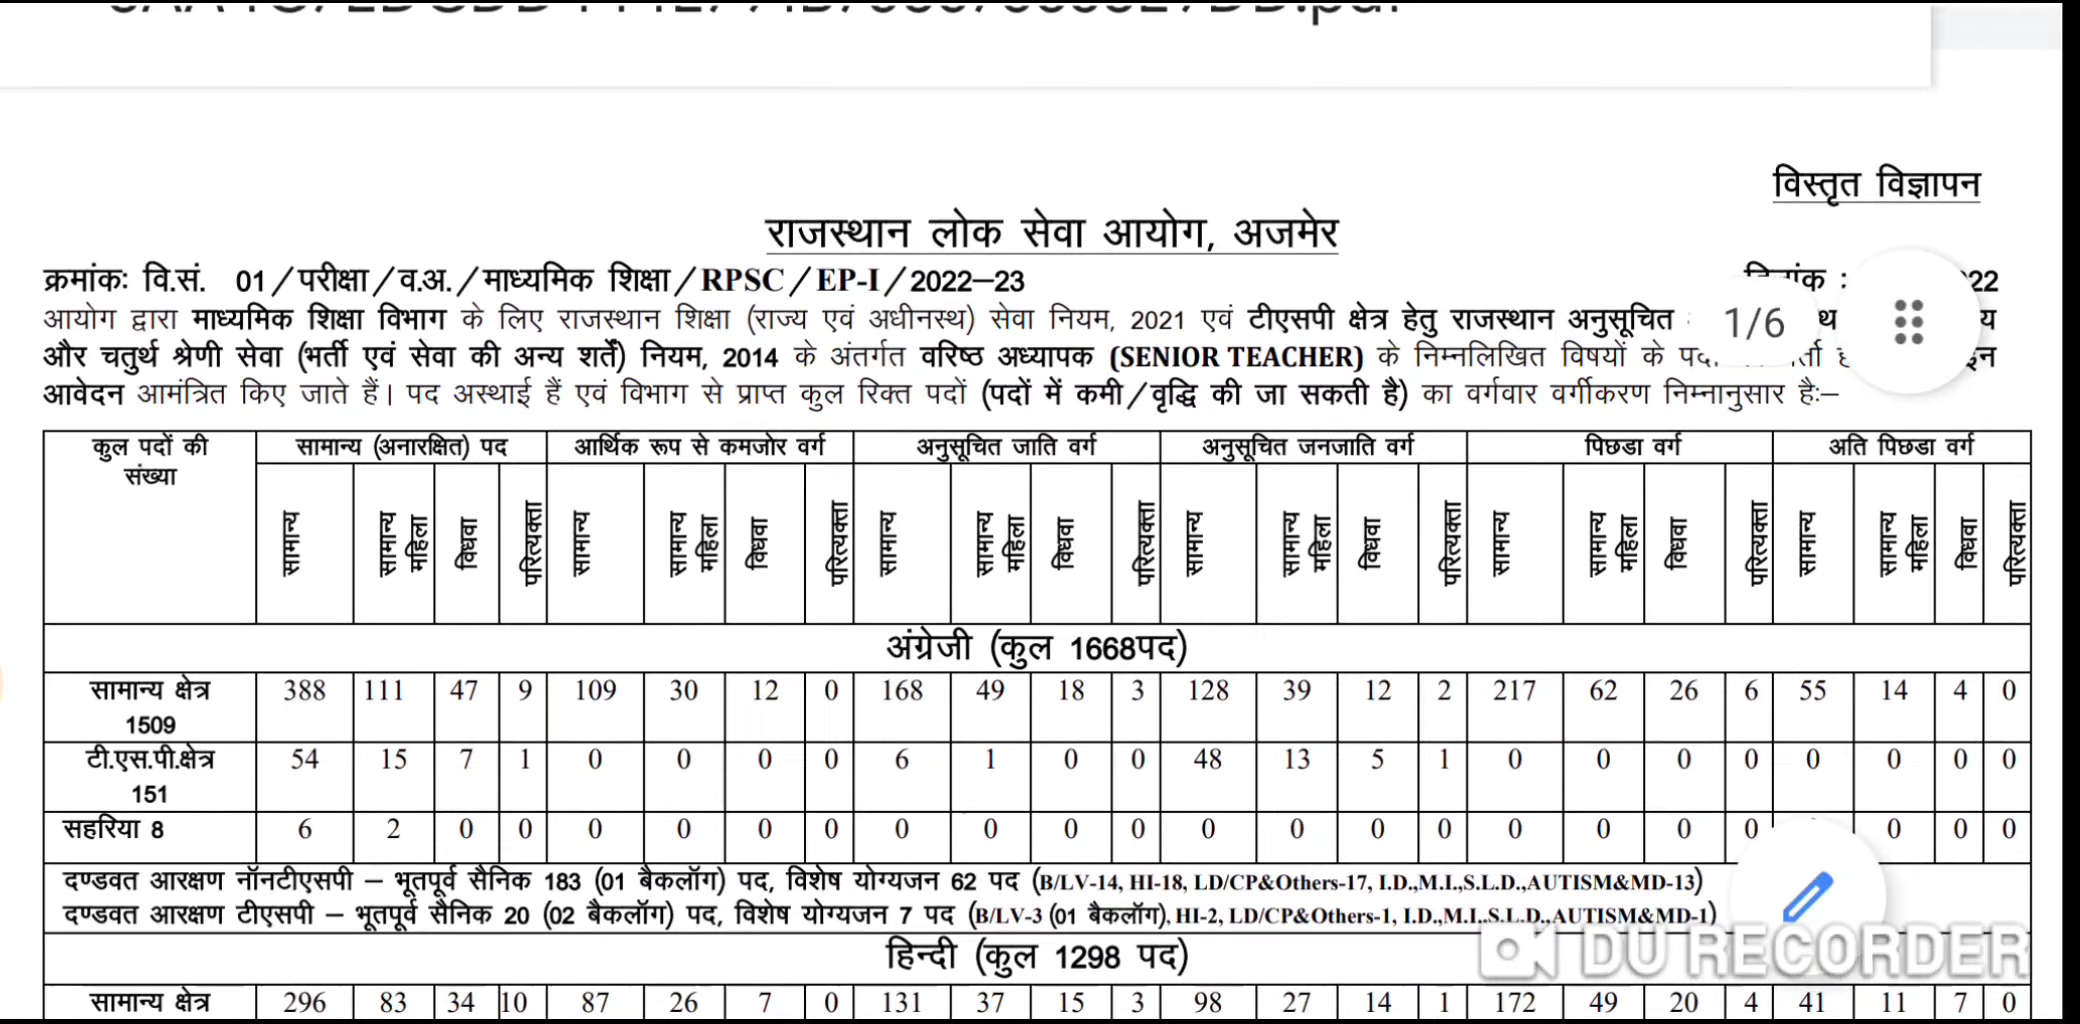 विस्तृत विज्ञापन
राजस्थान लोक सेवा आयोग, अजमेर
क्रमांकः वि.सं. 01/परीक्षा/व.अ./माध्यमिक शिक्षा/RPSC/EP-I/2022–23
आयोग द्वारा माध्यमिक शिक्षा विभाग के लिए राजस्थान शिक्षा (राज्य एवं अधीनस्थ) सेवा नियम, 2021 एवं टीएसपी क्षेत्र हेतु राजस्थान अनुसूचित
1/6
और चतुर्थ श्रेणी सेवा (भर्ती एवं सेवा की अन्य शर्तें) नियम, 2014 के अंतर्गत वरिष्ठ अध्यापक (SENIOR TEACHER) के निम्नलिखित विषयों के
आवेदन आमंत्रित किए जाते हैं। पद अस्थाई हैं एवं विभाग से प्राप्त कुल रिक्त पदों (पदों में कमी/वृद्धि की जा सकती है) का वर्गवार वर्गीकरण निम्नानुसार है:–
कुल पदों की संख्या सामान्य (अनारक्षित) पद आर्थिक रूप से कमजोर वर्ग अनुसूचित जाति वर्ग अनुसूचित जनजाति वर्ग पिछडा वर्ग अति पिछडा वर्ग
सामान्य सामान्य महिला विधवा परित्यक्ता सामान्य सामान्य महिला विधवा परित्यक्ता सामान्य सामान्य महिला विधवा परित्यक्ता सामान्य सामान्य महिला विधवा परित्यक्ता सामान्य सामान्य महिला विधवा परित्यक्ता सामान्य सामान्य महिला विधवा परित्यक्ता
अंग्रेजी (कुल 1668पद)
सामान्य क्षेत्र 1509 388 111 47 9 109 30 12 0 168 49 18 3 128 39 12 2 217 62 26 6 55 14 4 0
टी.एस.पी.क्षेत्र 151 54 15 7 1 0 0 0 0 6 1 0 0 48 13 5 1 0 0 0 0 0 0 0 0
सहरिया 8 6 2 0 0 0 0 0 0 0 0 0 0 0 0 0 0 0 0 0 0 0 0 0
दण्डवत आरक्षण नॉनटीएसपी – भूतपूर्व सैनिक 183 (01 बैकलॉग) पद, विशेष योग्यजन 62 पद (B/LV-14, HI-18, LD/CP&Others-17, I.D.,M.I.,S.L.D.,AUTISM&MD-13)
दण्डवत आरक्षण टीएसपी – भूतपूर्व सैनिक 20 (02 बैकलॉग) पद, विशेष योग्यजन 7 पद (B/LV-3 (01 बैकलॉग), HI-2, LD/CP&Others-1, I.D.,M.I.,S.L.D.,AUTISM&MD-1)
DU RECORDER
हिन्दी (कुल 1298 पद)
सामान्य क्षेत्र 296 83 34 10 87 26 7 0 131 37 15 3 98 27 14 1 172 49 20 4 41 11 7 0